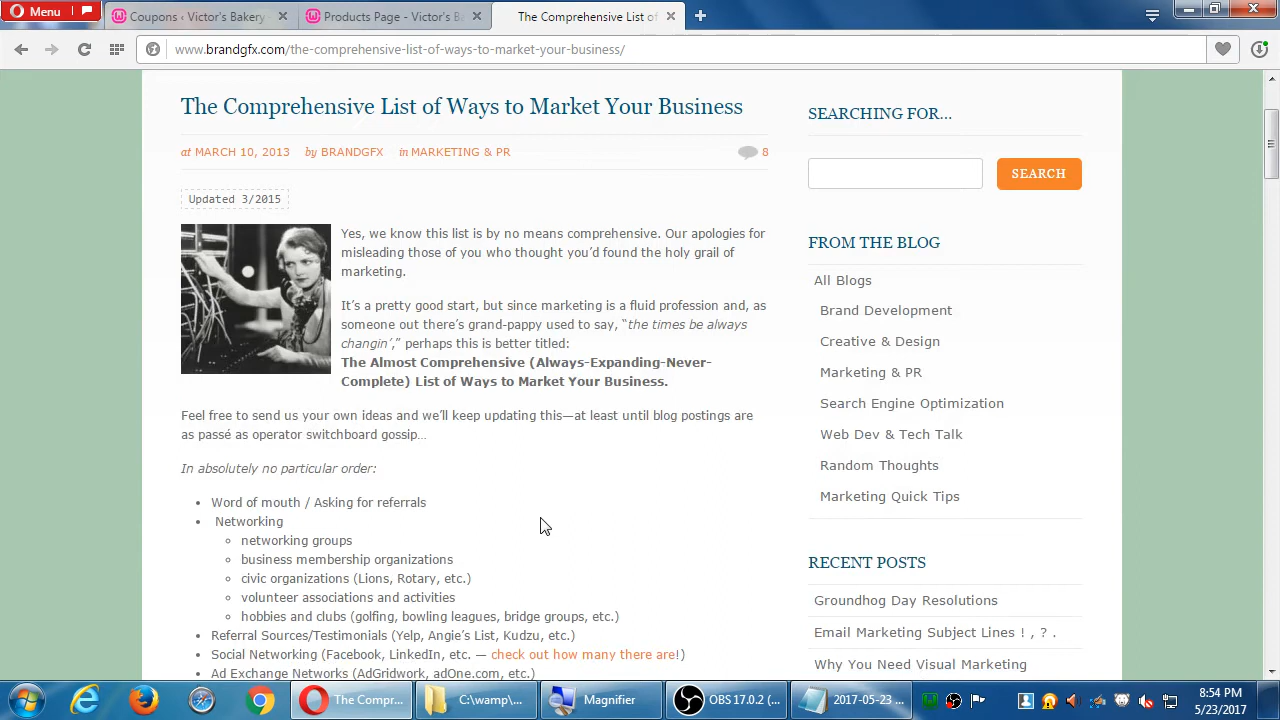 Menu
Coupons ‹ Victor's Bakery
Products Page - Victor's Ba
The Comprehensive List of
www.brandgfx.com/the-comprehensive-list-of-ways-to-market-your-business/
The Comprehensive List of Ways to Market Your Business
at MARCH 10, 2013 by BRANDGFX in MARKETING & PR
8
Updated 3/2015
Yes, we know this list is by no means comprehensive. Our apologies for
misleading those of you who thought you'd found the holy grail of
marketing.
It's a pretty good start, but since marketing is a fluid profession and, as
someone out there's grand-pappy used to say, “the times be always
changin',” perhaps this is better titled:
The Almost Comprehensive (Always-Expanding-Never-
Complete) List of Ways to Market Your Business.
Feel free to send us your own ideas and we'll keep updating this—at least until blog postings are
as passé as operator switchboard gossip…
In absolutely no particular order:
• Word of mouth / Asking for referrals
• Networking
◦ networking groups
◦ business membership organizations
◦ civic organizations (Lions, Rotary, etc.)
◦ volunteer associations and activities
◦ hobbies and clubs (golfing, bowling leagues, bridge groups, etc.)
• Referral Sources/Testimonials (Yelp, Angie's List, Kudzu, etc.)
• Social Networking (Facebook, LinkedIn, etc. — check out how many there are!)
• Ad Exchange Networks (AdGridwork, adOne.com, etc.)
SEARCHING FOR...
SEARCH
FROM THE BLOG
All Blogs
Brand Development
Creative & Design
Marketing & PR
Search Engine Optimization
Web Dev & Tech Talk
Random Thoughts
Marketing Quick Tips
RECENT POSTS
Groundhog Day Resolutions
Email Marketing Subject Lines ! , ? .
Why You Need Visual Marketing
The Compr...
C:\wamp\...
Magnifier
OBS 17.0.2 (...
2017-05-23 ...
8:54 PM
5/23/2017